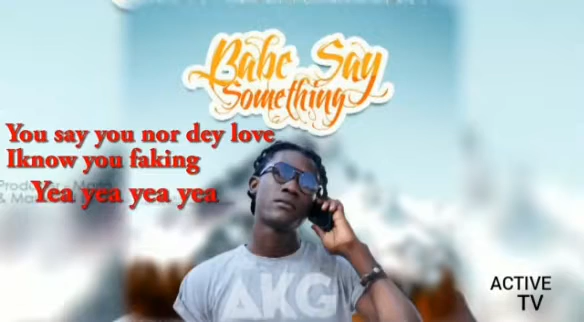 Babe Say
Something
You say you nor dey love
Iknow you faking
Yea yea yea yea
AKG
ACTIVE
TV